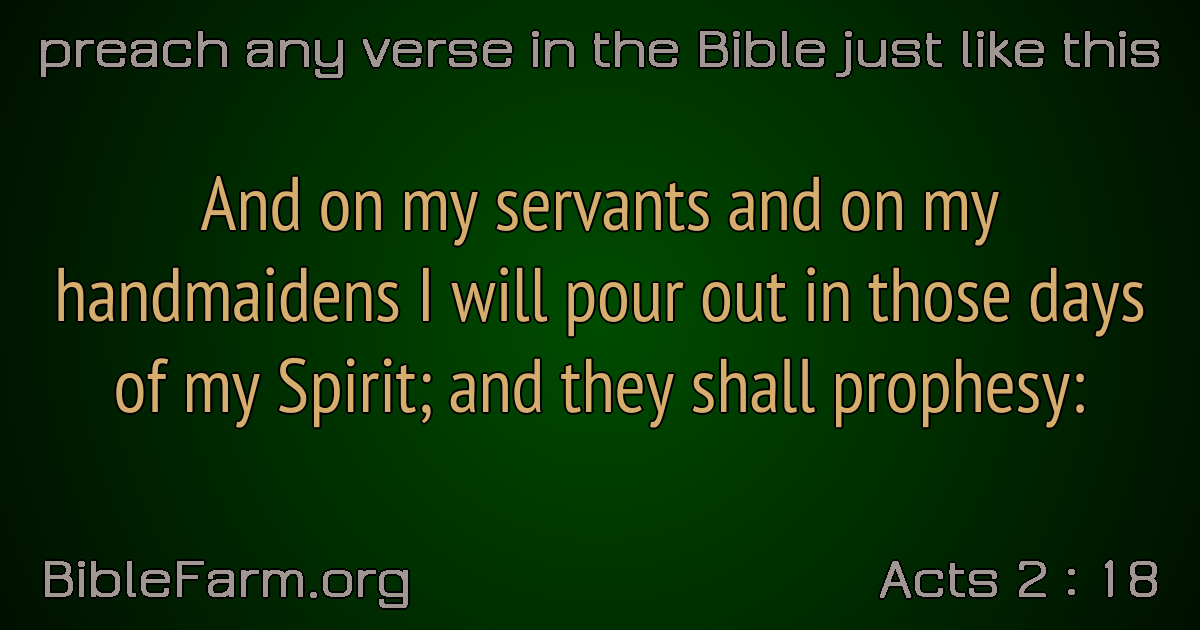 preach any verse in the Bible just like this
And on my servants and on my
handmaidens I will pour out in those days
of my Spirit; and they shall prophesy:
BibleFarm.org
Acts 2 : 18